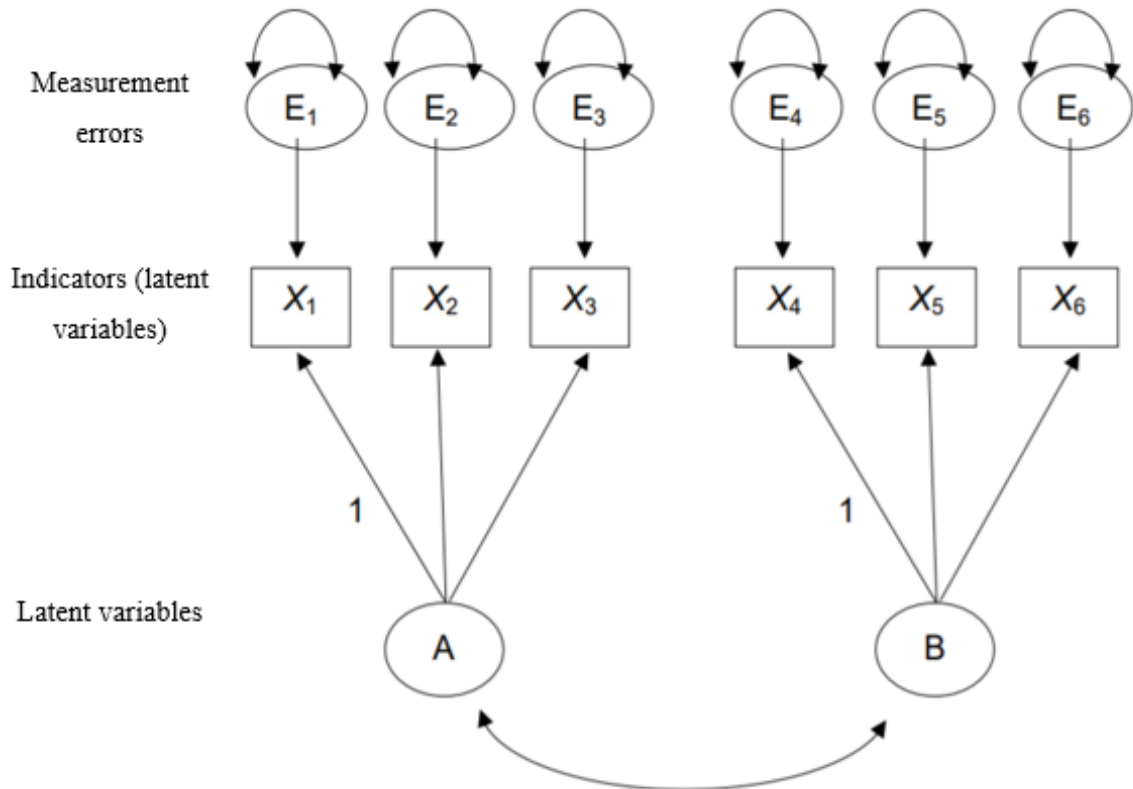 Measurement
errors
E₁ E₂ E₃ E₄ E₅ E₆
Indicators (latent
variables)
X₁ X₂ X₃ X₄ X₅ X₆
1 1
Latent variables
A B